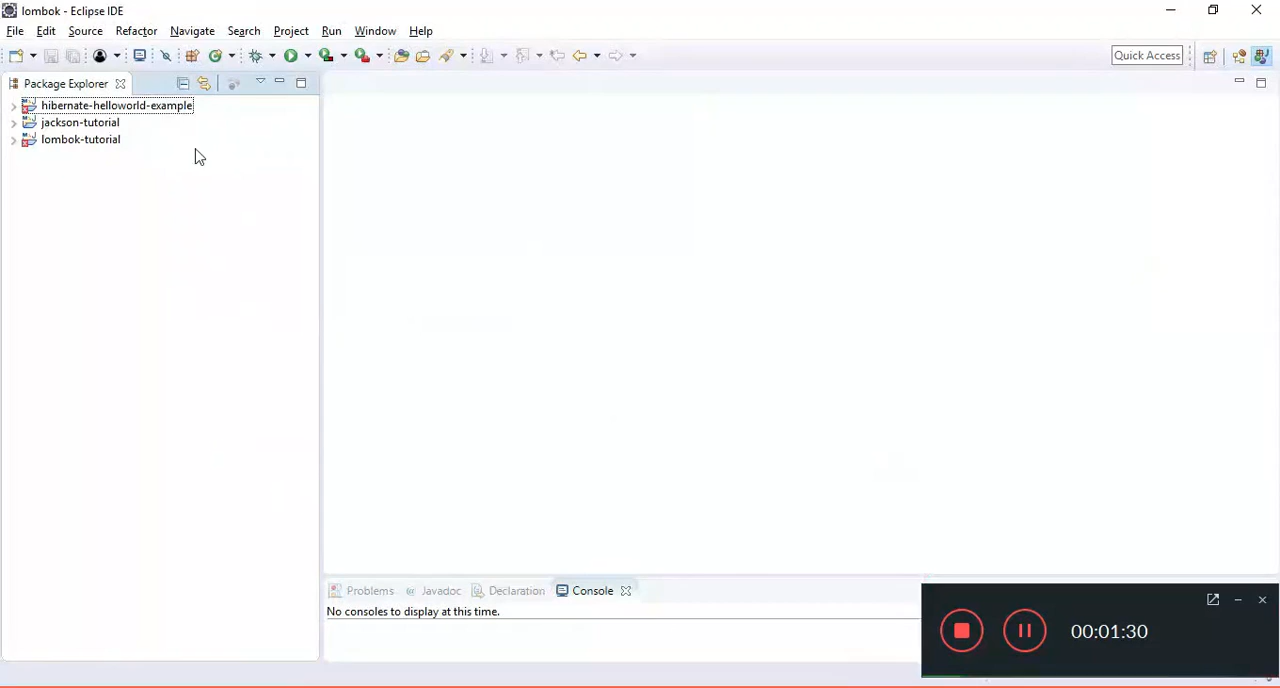 lombok - Eclipse IDE
File Edit Source Refactor Navigate Search Project Run Window Help
Quick Access
Package Explorer
hibernate-helloworld-example
jackson-tutorial
lombok-tutorial
Problems @ Javadoc Declaration Console
No consoles to display at this time.
00:01:30